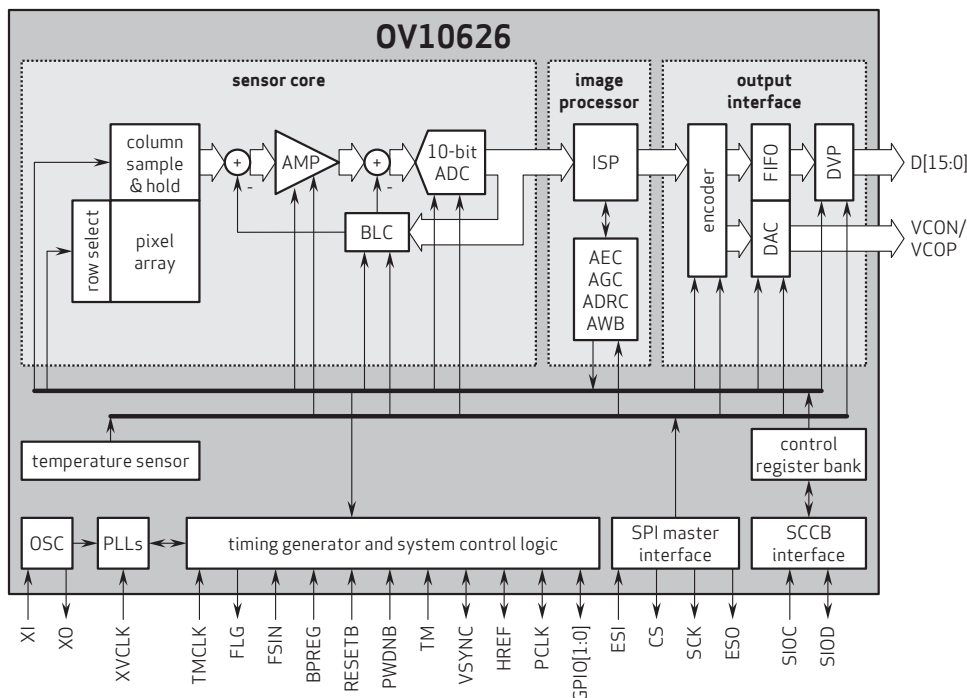 OV10626
sensor core
image
processor
output
interface
column
sample
& hold
+
-
AMP
+
-
10-bit
ADC
ISP
encoder
FIFO
DVP
D[15:0]
row select
pixel
array
BLC
AEC
AGC
ADRC
AWB
DAC
VCON/
VCOP
temperature sensor
control
register bank
OSC
PLLs
timing generator and system control logic
SPI master
interface
SCCB
interface
XI
XO
XVCLK
TMCLK
FLG
FSIN
BPREG
RESETB
PWDNB
TM
VSYNC
HREF
PCLK
GPIO[1:0]
ESI
CS
SCK
ESO
SIOC
SIOD